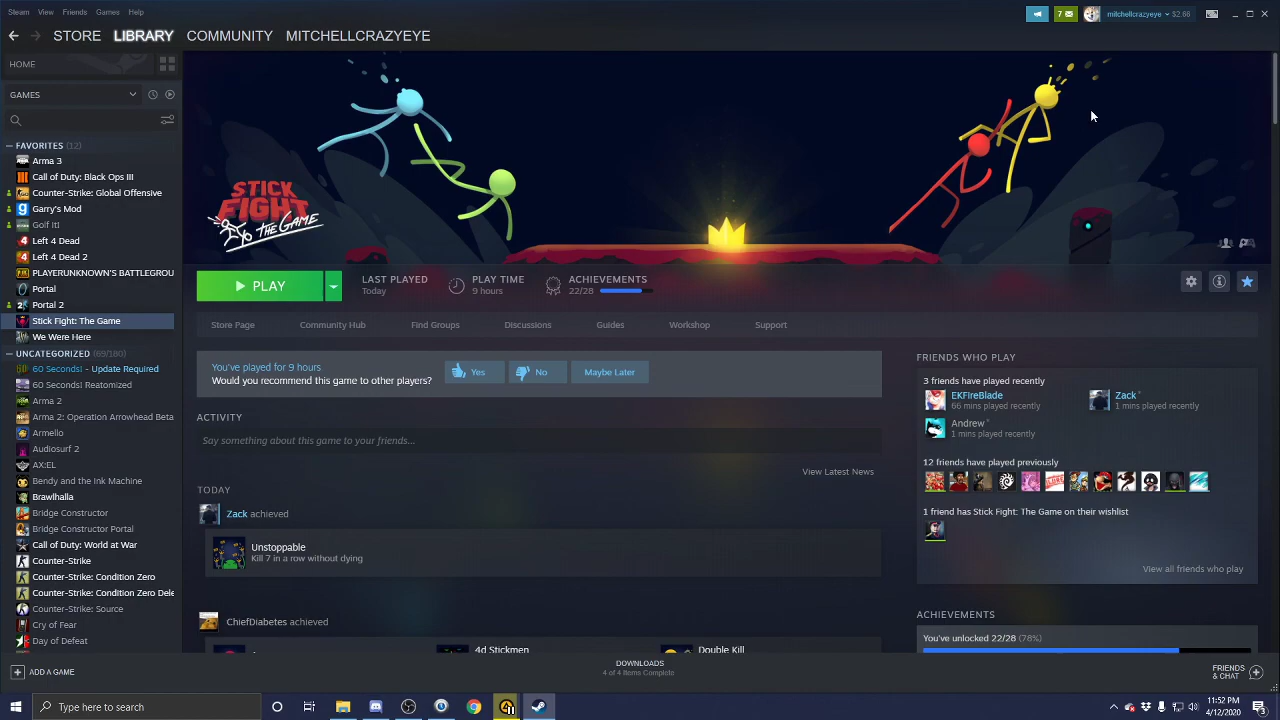 Steam View Friends Games Help
7 mitchellcrazyeye $2.66
STORE LIBRARY COMMUNITY MITCHELLCRAZYEYE
HOME
GAMES
FAVORITES (12)
Arma 3
Call of Duty: Black Ops III
Counter-Strike: Global Offensive
Garry's Mod
Golf It!
Left 4 Dead
Left 4 Dead 2
PLAYERUNKNOWN'S BATTLEGROU
Portal
Portal 2
Stick Fight: The Game
We Were Here
UNCATEGORIZED (69/180)
60 Seconds! - Update Required
60 Seconds! Reatomized
Arma 2
Arma 2: Operation Arrowhead Beta
Armello
Audiosurf 2
AX:EL
Bendy and the Ink Machine
Brawlhalla
Bridge Constructor
Bridge Constructor Portal
Call of Duty: World at War
Counter-Strike
Counter-Strike: Condition Zero
Counter-Strike: Condition Zero Dele
Counter-Strike: Source
Cry of Fear
Day of Defeat
STICK
FIGHT
THE GAME
PLAY
LAST PLAYED
Today
PLAY TIME
9 hours
ACHIEVEMENTS
22/28
Store Page Community Hub Find Groups Discussions Guides Workshop Support
You've played for 9 hours
Would you recommend this game to other players?
Yes No Maybe Later
ACTIVITY
Say something about this game to your friends...
View Latest News
TODAY
Zack achieved
Unstoppable
Kill 7 in a row without dying
ChiefDiabetes achieved
4d Stickmen Double Kill
FRIENDS WHO PLAY
3 friends have played recently
EKFireBlade
66 mins played recently
Zack*
1 mins played recently
Andrew*
1 mins played recently
12 friends have played previously
1 friend has Stick Fight: The Game on their wishlist
View all friends who play
ACHIEVEMENTS
You've unlocked 22/28 (78%)
ADD A GAME
DOWNLOADS
4 of 4 Items Complete
FRIENDS
& CHAT
Type here to search
11:52 PM
4/12/2020